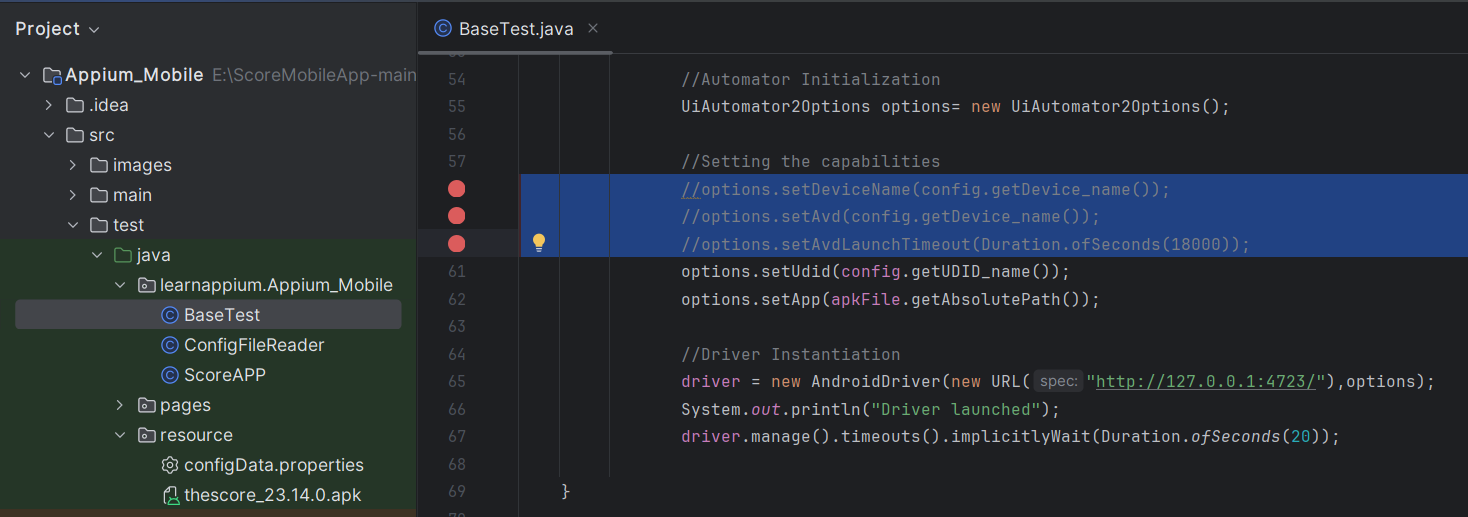 Project
Appium_Mobile E:\ScoreMobileApp-main
.idea
src
images
main
test
java
learnappium.Appium_Mobile
BaseTest
ConfigFileReader
ScoreAPP
pages
resource
configData.properties
thescore_23.14.0.apk
BaseTest.java
54 //Automator Initialization
55 UiAutomator2Options options= new UiAutomator2Options();
56
57 //Setting the capabilities
//options.setDeviceName(config.getDevice_name());
//options.setAvd(config.getDevice_name());
//options.setAvdLaunchTimeout(Duration.ofSeconds(18000));
61 options.setUdid(config.getUDID_name());
62 options.setApp(apkFile.getAbsolutePath());
63
64 //Driver Instantiation
65 driver = new AndroidDriver(new URL( spec: "http://127.0.0.1:4723/"),options);
66 System.out.println("Driver launched");
67 driver.manage().timeouts().implicitlyWait(Duration.ofSeconds(20));
68
69 }